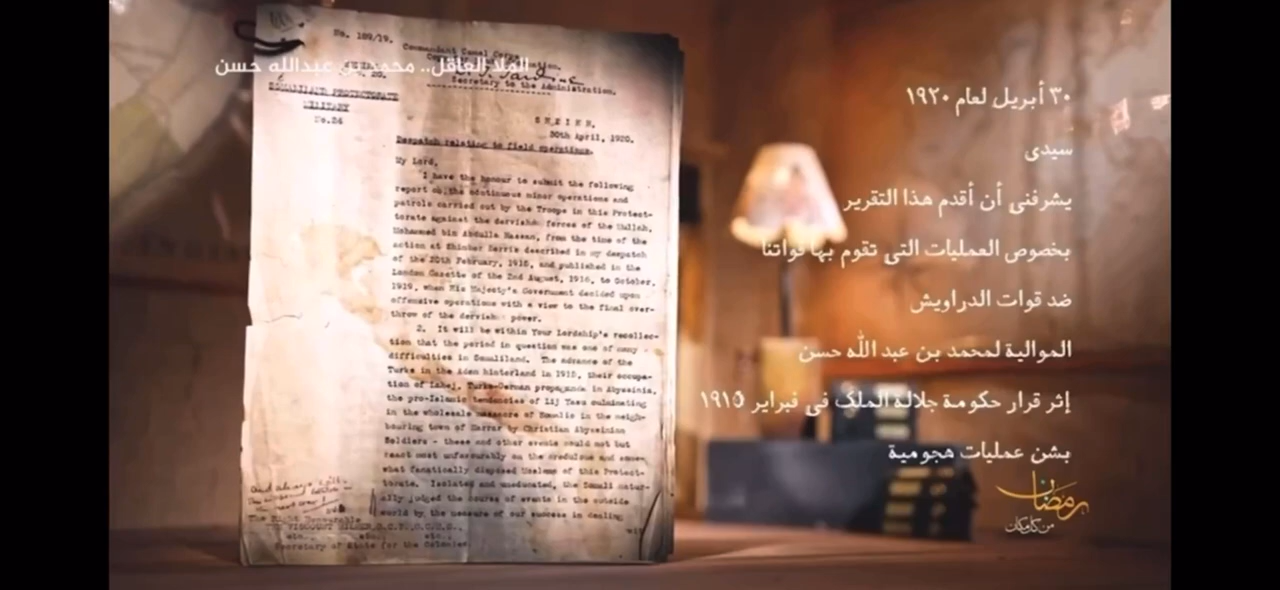 No. 189/19.
Commandant Camel Corps
Secretary to the Administration.
الملا العاقل.. محمد بن عبدالله حسن
SOMALILAND PROTECTORATE
MILITARY
No.26
SHEIKH,
30th April, 1920.
Despatch relating to field operations.
My Lord,
I have the honour to submit the following
report on the continuous minor operations and
patrols carried out by the Troops in this Protect-
torate against the dervish forces of the Mullah,
Mohammed bin Abdulla Hassan, from the time of the
action at Shimber Berris described in my despatch
of the 20th February, 1915, and published in the
London Gazette of the 2nd August, 1916, to October,
1919, when His Majesty's Government decided upon
offensive operations with a view to the final over-
throw of the dervish power.
2. It will be within Your Lordship's recollec-
tion that the period in question was one of many
difficulties in Somaliland. The advance of the
Turks in the Aden hinterland in 1915, their occupa-
tion of Lahej, Turko-German propaganda in Abyssinia,
the pro-Islamic tendencies of Lij Yasu culminating
in the wholesale massacre of Somalis in the neigh-
bouring town of Harrar by Christian Abyssinian
Soldiers - these and other events could not but
react most unfavourably on the credulous and some-
what fanatically disposed Moslems of this Protect-
torate. Isolated and uneducated, the Somali natur-
ally judged the course of events in the outside
world by the measure of our success in dealing
The Right Honourable
THE VISCOUNT MILNER,
etc., etc., etc.,
Secretary of State for the Colonies
٣٠ أبريل لعام ١٩٢٠
سيدى
يشرفنى أن أقدم هذا التقرير
بخصوص العمليات التى تقوم بها قواتنا
ضد قوات الدراويش
الموالية لمحمد بن عبد الله حسن
إثر قرار حكومة جلالة الملك فى فبراير ١٩١٥
بشن عمليات هجومية
رمضان
من كان مكان